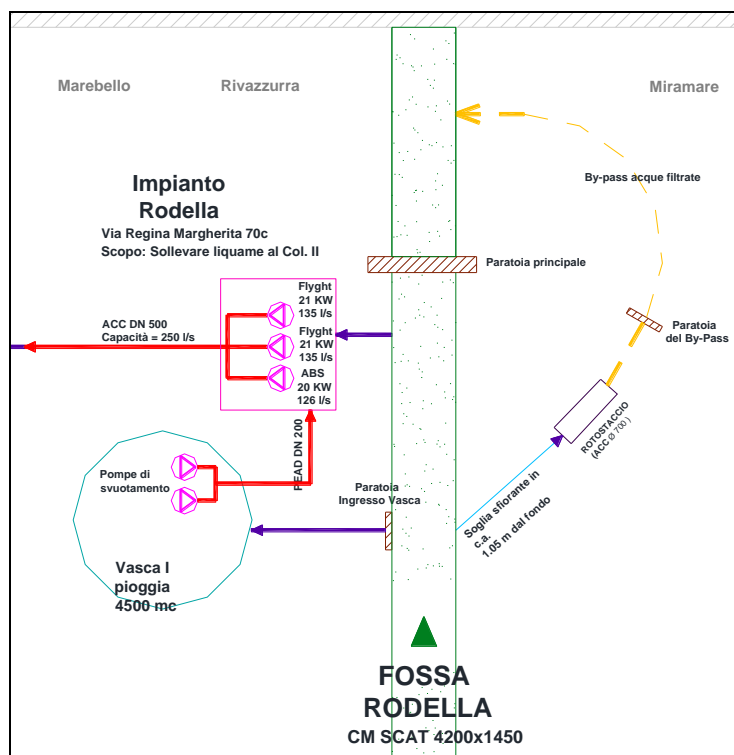 Marebello
Rivazzurra
Miramare
By-pass acque filtrate
Impianto
Rodella
Via Regina Margherita 70c
Scopo: Sollevare liquame al Col. II
Paratoia principale
Flyght
21 KW
135 l/s
Flyght
21 KW
135 l/s
ABS
20 KW
126 l/s
ACC DN 500
Capacità = 250 l/s
Paratoia
del By-Pass
ROTOSTACCIO
(ACC Ø 700 )
PEAD DN 200
Pompe di
svuotamento
Paratoia
Ingresso Vasca
Soglia sfiorante in
c.a.
1.05 m dal fondo
Vasca I
pioggia
4500 mc
FOSSA
RODELLA
CM SCAT 4200x1450